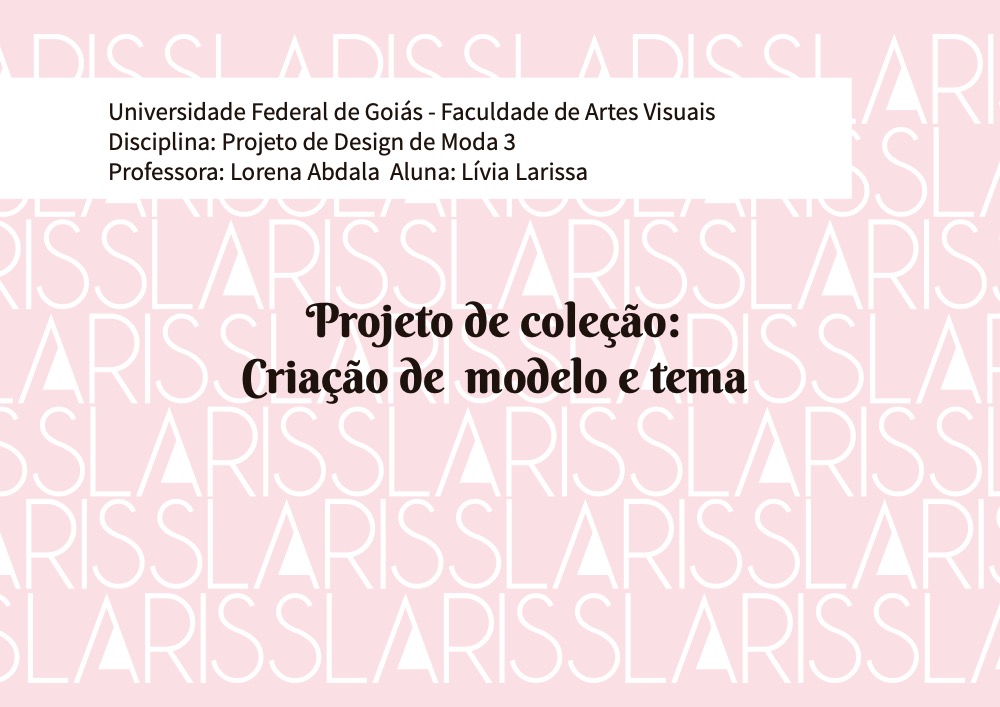 Universidade Federal de Goiás - Faculdade de Artes Visuais
Disciplina: Projeto de Design de Moda 3
Professora: Lorena Abdala Aluna: Lívia Larissa
Projeto de coleção:
Criação de modelo e tema